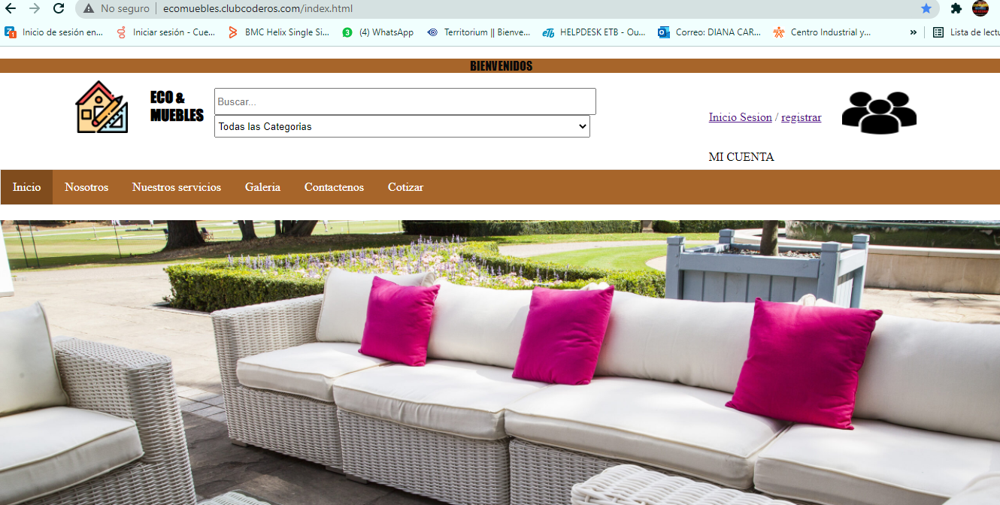 No seguro
ecomuebles.clubcoderos.com/index.html
Inicio de sesión en...
Iniciar sesión - Cue...
BMC Helix Single Si...
(4) WhatsApp
Territorium || Bienve...
HELPDESK ETB - Ou...
Correo: DIANA CAR...
Centro Industrial y...
»
Lista de lectu
BIENVENIDOS
ECO &
MUEBLES
Buscar...
Todas las Categorias
Inicio Sesion / registrar
MI CUENTA
Inicio
Nosotros
Nuestros servicios
Galeria
Contactenos
Cotizar